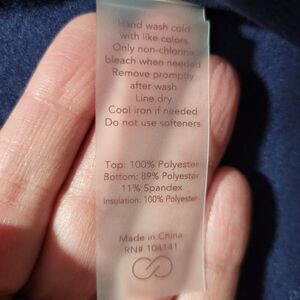 Hand wash cold
with like colors
Only non-chlorine
bleach when needed
Remove promptly
after wash
Line dry
Cool iron if needed
Do not use softeners
Top: 100% Polyester
Bottom: 89% Polyester
11% Spandex
Insulation: 100% Polyester
Made in China
RN# 104141